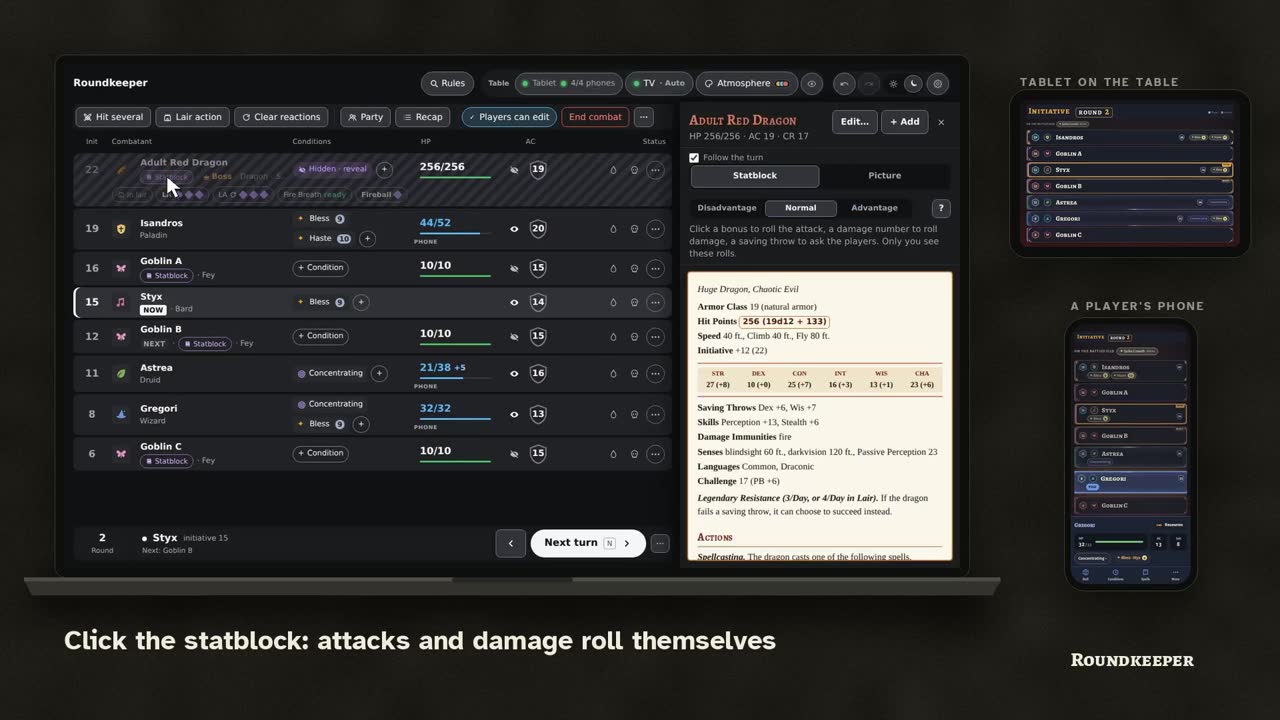 Roundkeeper
Rules
Table
Tablet
4/4 phones
TV · Auto
Atmosphere
Hit several
Lair action
Clear reactions
Party
Recap
✓ Players can edit
End combat
Init Combatant Conditions HP AC Status
22
Adult Red Dragon
Statblock
Boss · Dragon
Hidden · reveal
256/256
19
LA
Fire Breath ready
Fireball
19
Isandros
Paladin
Bless 9
Haste 10
44/52
PHONE
20
16
Goblin A
Statblock · Fey
+ Condition
10/10
15
15
Styx
NOW · Bard
Bless 9
14
12
Goblin B
NEXT · Statblock · Fey
+ Condition
10/10
15
11
Astrea
Druid
Concentrating
21/38 +5
PHONE
16
8
Gregori
Wizard
Concentrating
Bless 9
32/32
PHONE
13
6
Goblin C
Statblock · Fey
+ Condition
10/10
15
2
Round
Styx initiative 15
Next: Goblin B
Next turn N
Adult Red Dragon
HP 256/256 · AC 19 · CR 17
Edit...
+ Add
Follow the turn
Statblock
Picture
Disadvantage
Normal
Advantage
?
Click a bonus to roll the attack, a damage number to roll
damage, a saving throw to ask the players. Only you see
these rolls.
Huge Dragon, Chaotic Evil
Armor Class 19 (natural armor)
Hit Points 256 (19d12 + 133)
Speed 40 ft., Climb 40 ft., Fly 80 ft.
Initiative +12 (22)
STR DEX CON INT WIS CHA
27 (+8) 10 (+0) 25 (+7) 16 (+3) 13 (+1) 23 (+6)
Saving Throws Dex +6, Wis +7
Skills Perception +13, Stealth +6
Damage Immunities fire
Senses blindsight 60 ft., darkvision 120 ft., Passive Perception 23
Languages Common, Draconic
Challenge 17 (PB +6)
Legendary Resistance (3/Day, or 4/Day in Lair). If the dragon
fails a saving throw, it can choose to succeed instead.
Actions
Spellcasting. The dragon casts one of the following spells,
TABLET ON THE TABLE
Initiative
ROUND 2
Isandros
Goblin A
Styx
Goblin B
Astrea
Gregori
Goblin C
A PLAYER'S PHONE
Initiative
ROUND 2
Isandros
Goblin A
Styx
Goblin B
Astrea
Gregori
Goblin C
Gregori
Resources
Click the statblock: attacks and damage roll themselves
Roundkeeper